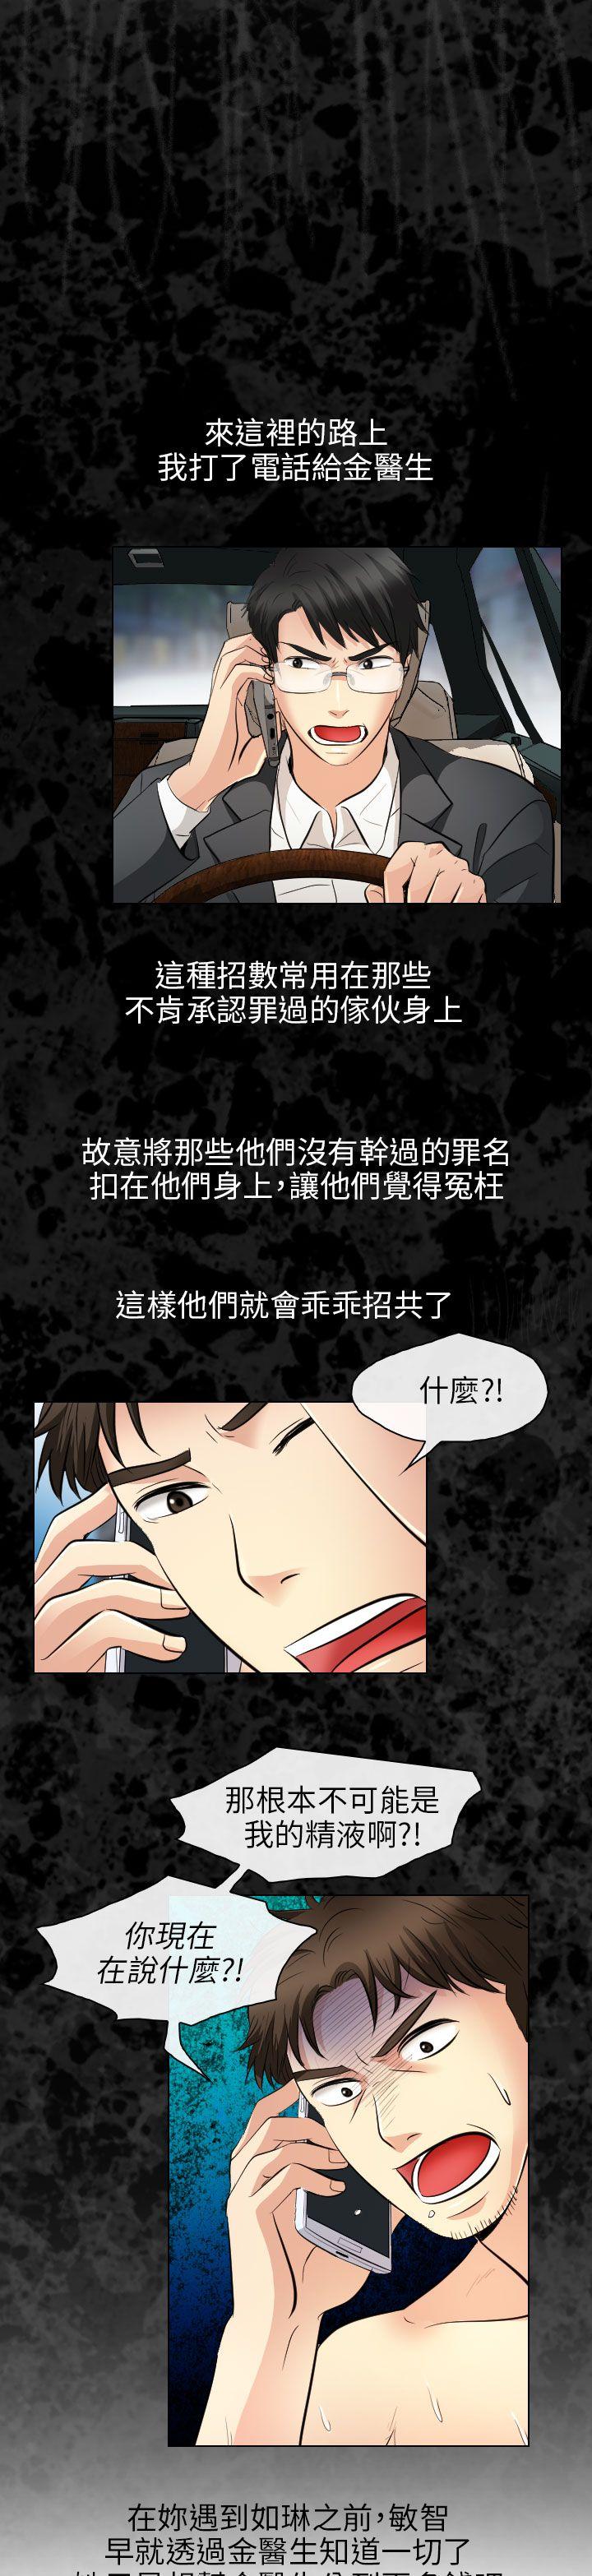 來這裡的路上
我打了電話給金醫生
這種招數常用在那些
不肯承認罪過的傢伙身上
故意將那些他們沒有幹過的罪名
扣在他們身上，讓他們覺得冤枉
這樣他們就會乖乖招共了
什麼?!
那根本不可能是
我的精液啊?!
你現在
在說什麼?!
在妳遇到如琳之前，敏智
早就透過金醫生知道一切了